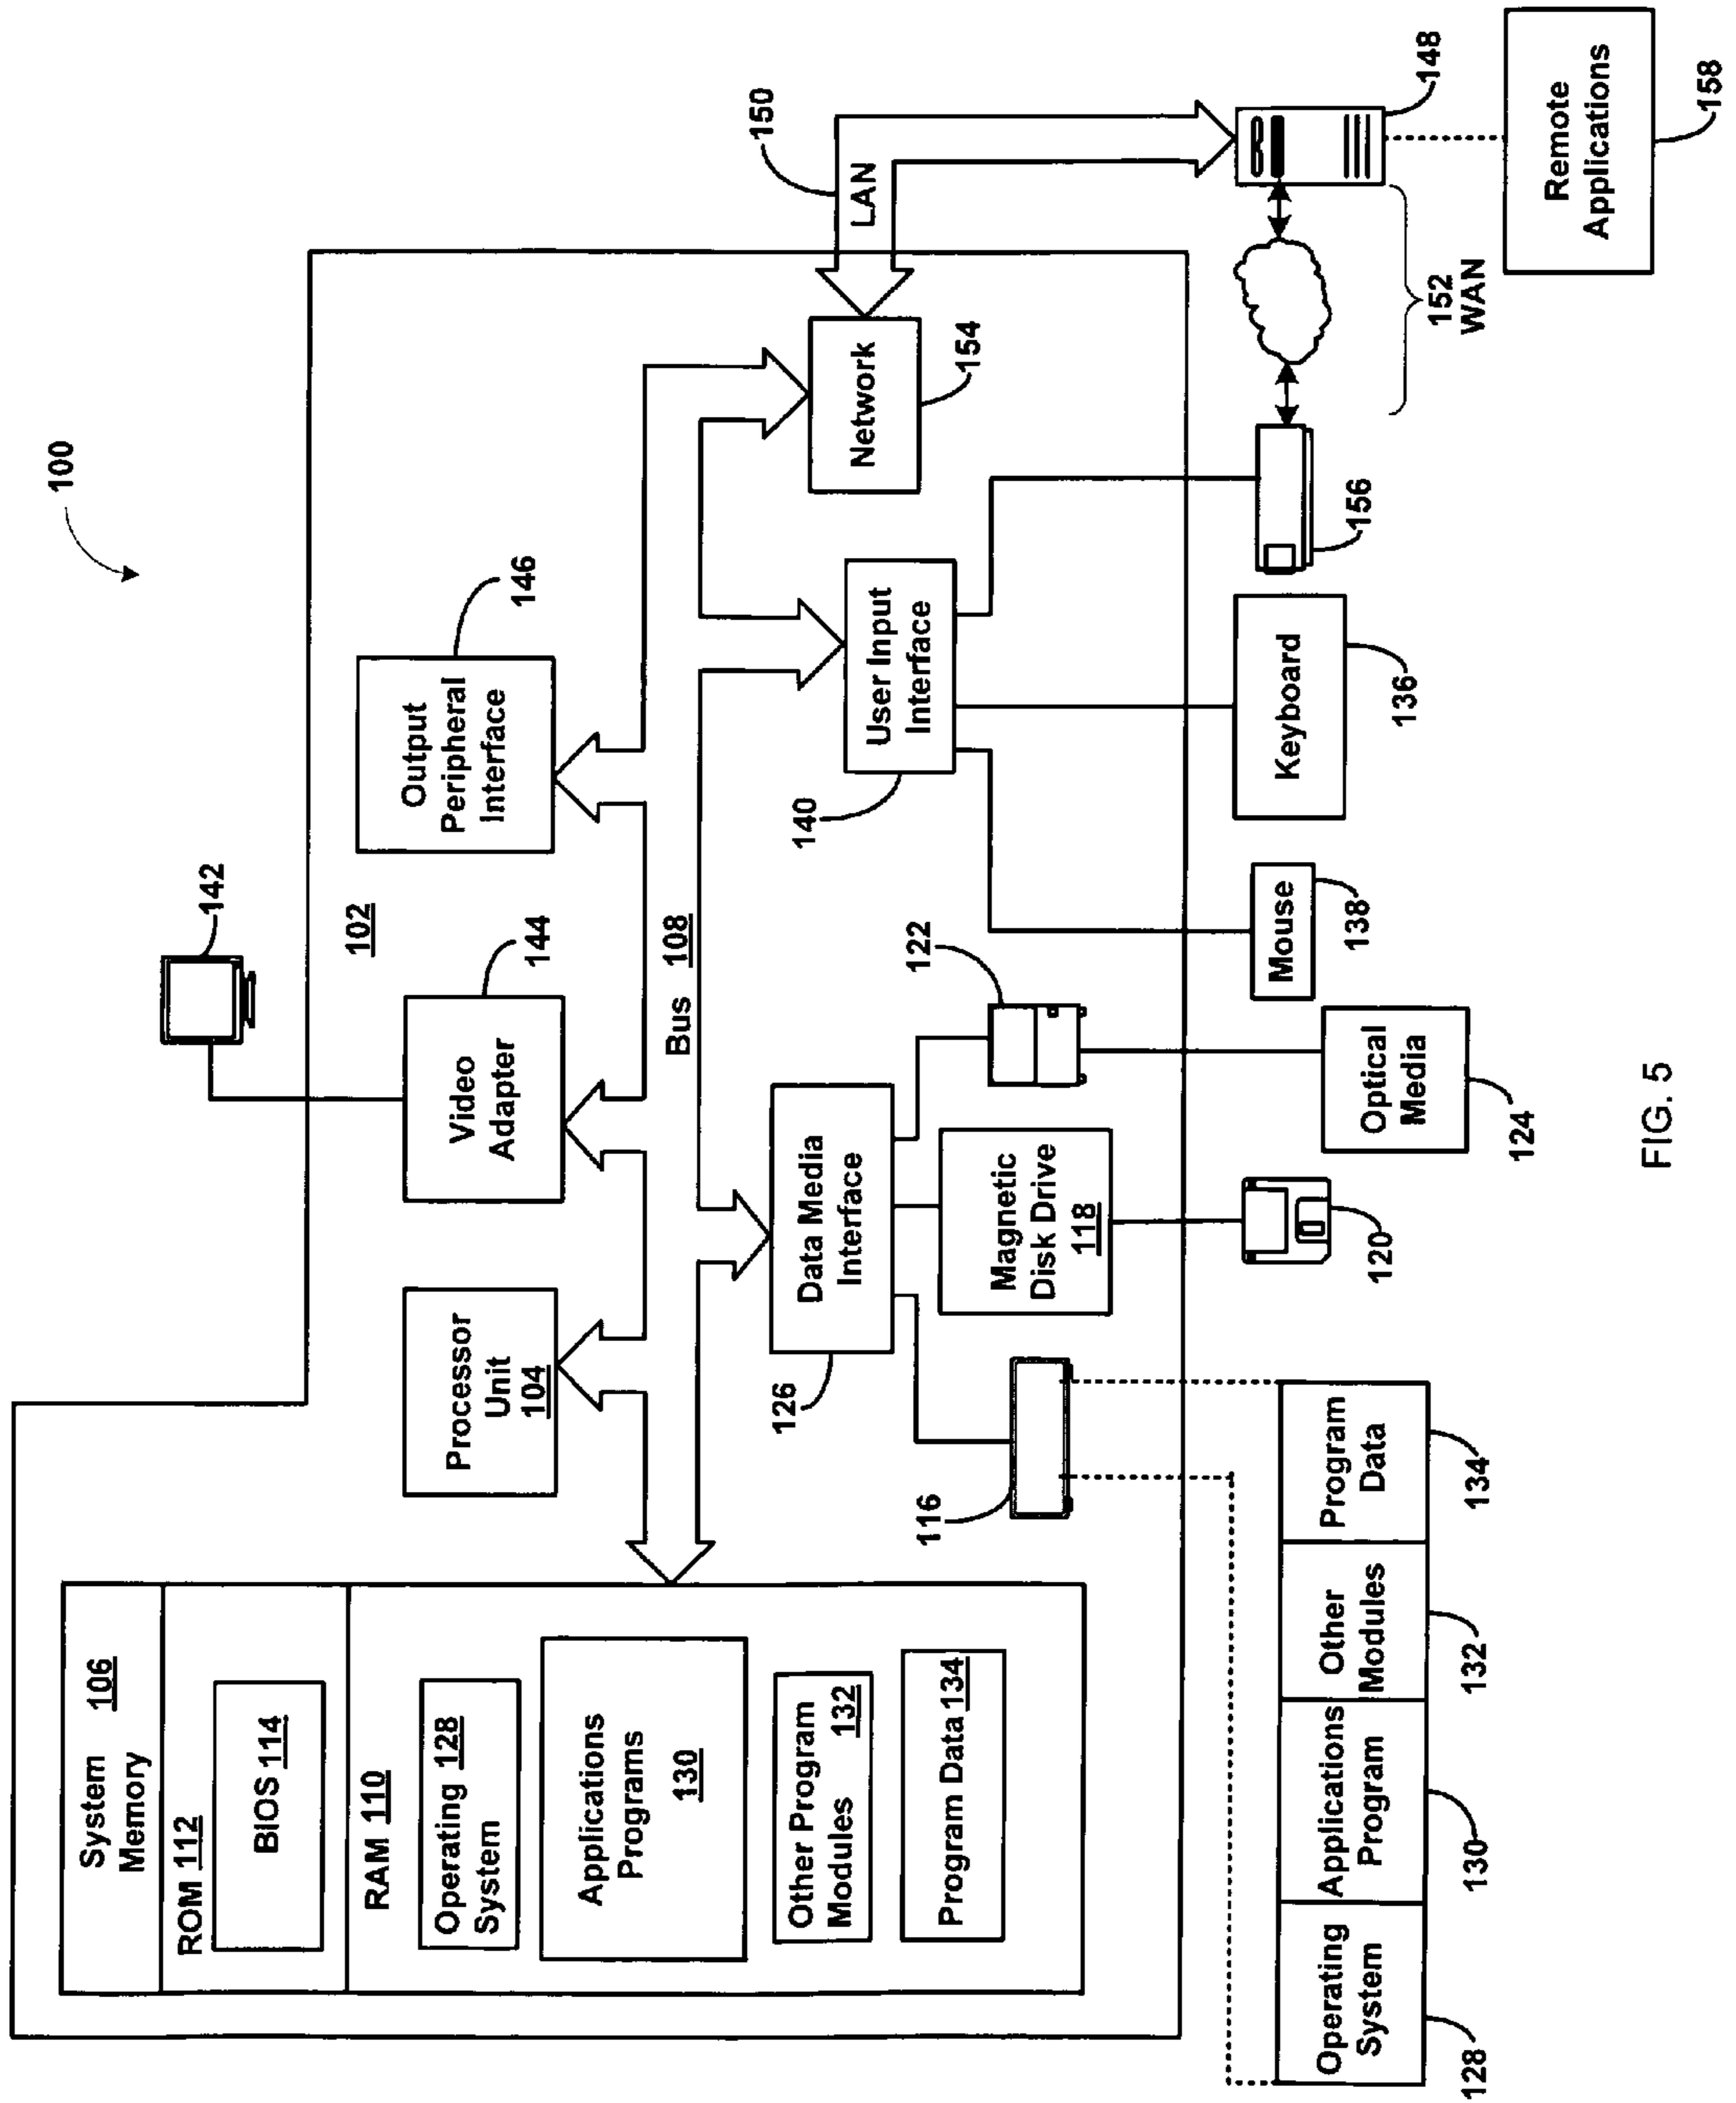 100
142
System
Memory
106
ROM 112
BIOS 114
RAM 110
Operating 128
System
Applications
Programs
130
Other Program
Modules 132
Program Data 134
Processor
Unit
104
Video
Adapter
144
102
Output
Peripheral
Interface
146
Bus 108
Data Media
Interface
126
User Input
Interface
140
Network
154
LAN
150
116
Magnetic
Disk Drive
118
122
148
152
WAN
156
Remote
Applications
158
Keyboard
136
Mouse
138
Optical
Media
124
120
Operating
System
128
Applications
Program
130
Other
Modules
132
Program
Data
134
FIG. 5